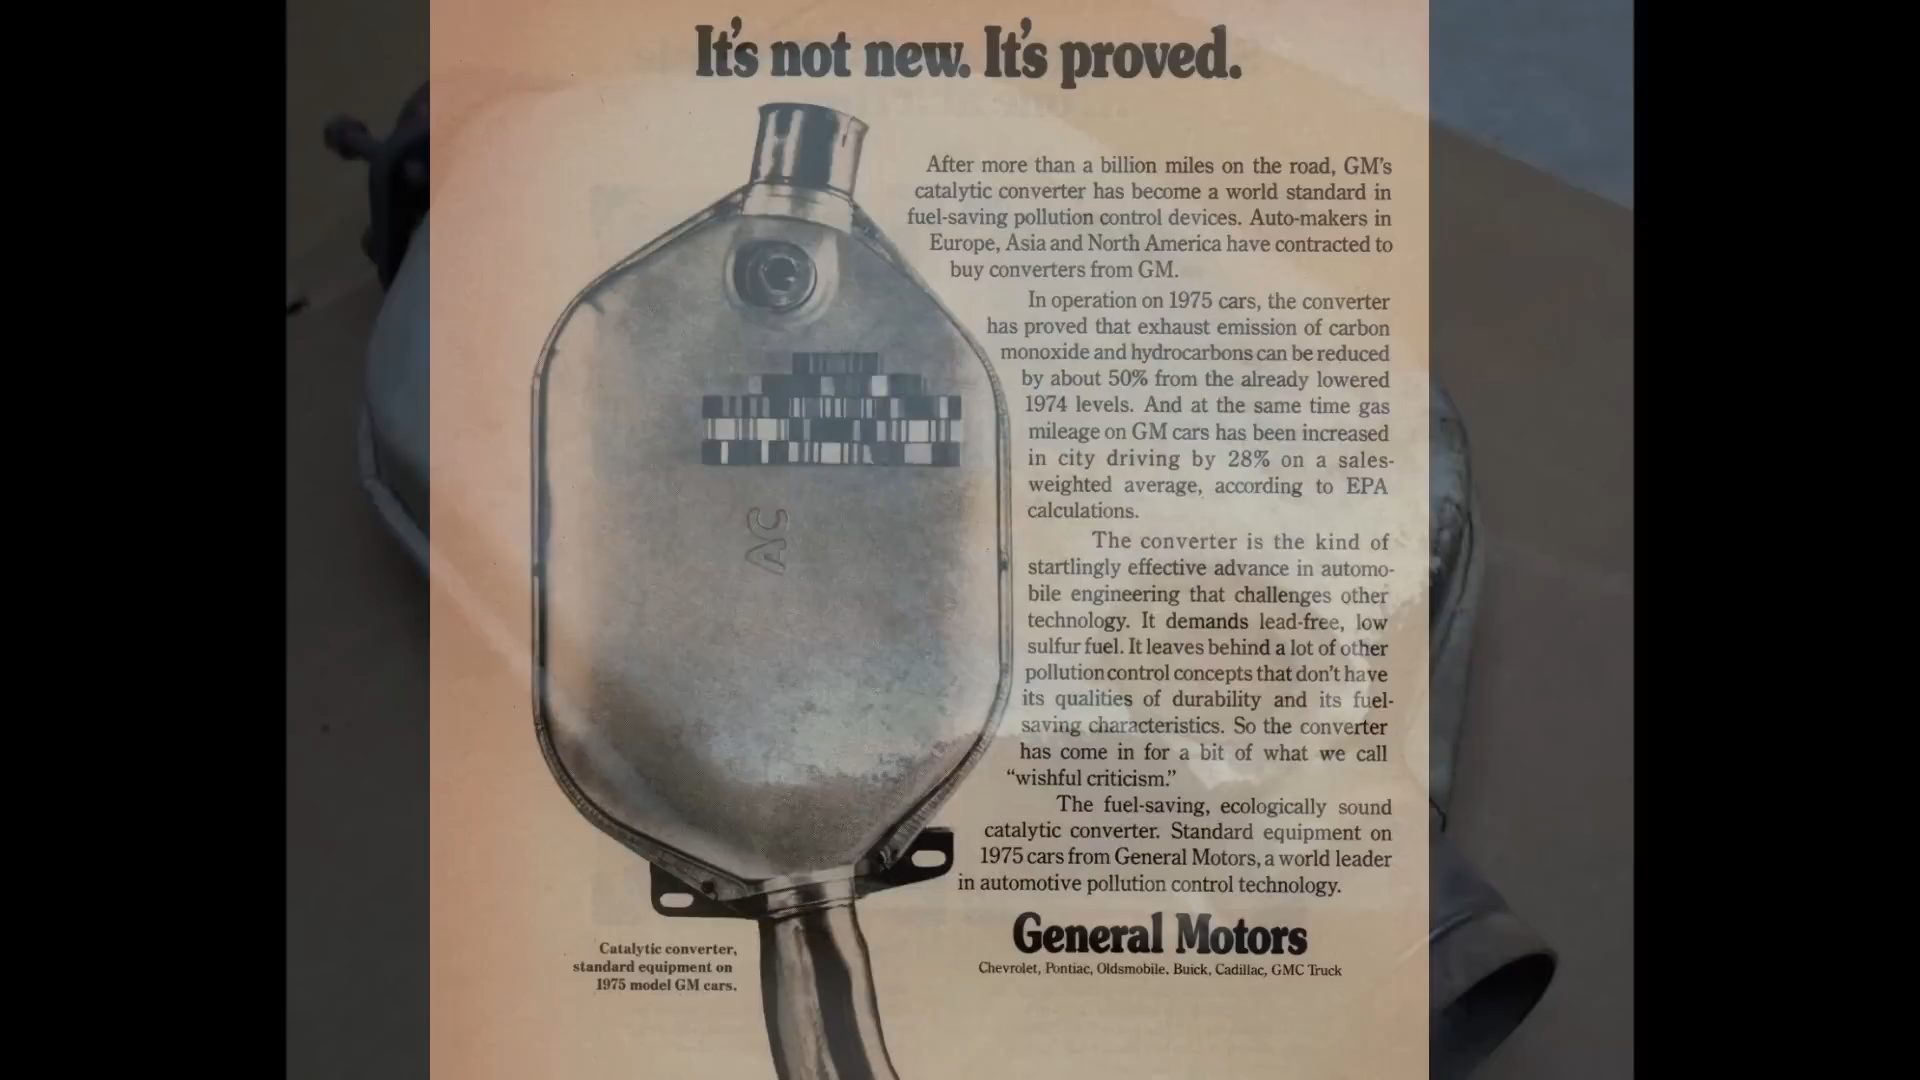 It's not new. It's proved.
After more than a billion miles on the road, GM's
catalytic converter has become a world standard in
fuel-saving pollution control devices. Auto-makers in
Europe, Asia and North America have contracted to
buy converters from GM.
In operation on 1975 cars, the converter
has proved that exhaust emission of carbon
monoxide and hydrocarbons can be reduced
by about 50% from the already lowered
1974 levels. And at the same time gas
mileage on GM cars has been increased
in city driving by 28% on a sales-
weighted average, according to EPA
calculations.
The converter is the kind of
startlingly effective advance in automo-
bile engineering that challenges other
technology. It demands lead-free, low
sulfur fuel. It leaves behind a lot of other
pollution control concepts that don't have
its qualities of durability and its fuel-
saving characteristics. So the converter
has come in for a bit of what we call
“wishful criticism.”
The fuel-saving, ecologically sound
catalytic converter. Standard equipment on
1975 cars from General Motors, a world leader
in automotive pollution control technology.
AC
General Motors
Chevrolet, Pontiac, Oldsmobile, Buick, Cadillac, GMC Truck
Catalytic converter,
standard equipment on
1975 model GM cars.